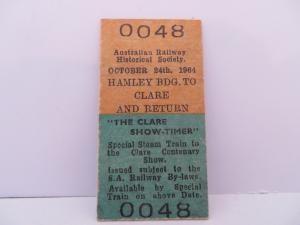 0048
Australian Railway
Historical Society.
OCTOBER 24th, 1964
HAMLEY BDG. TO
CLARE
AND RETURN
"THE CLARE
SHOW-TIMER"
Special Steam Train to
the Clare Centenary
Show.
Issued subject to the
S.A. Railway By-laws.
Available by Special
Train on above Date.
0048